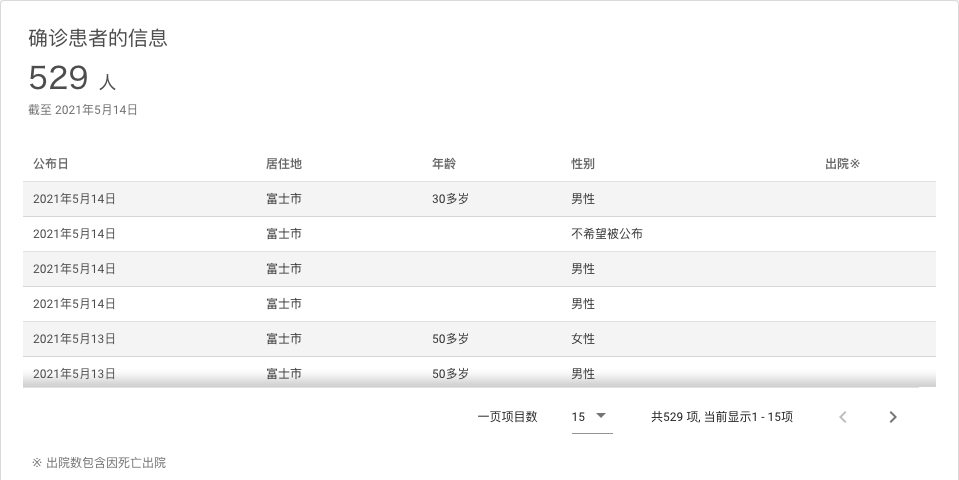 确诊患者的信息
529 人
截至 2021年5月14日
公布日 居住地 年龄 性别 出院※
2021年5月14日 富士市 30多岁 男性
2021年5月14日 富士市 不希望被公布
2021年5月14日 富士市 男性
2021年5月14日 富士市 男性
2021年5月13日 富士市 50多岁 女性
2021年5月13日 富士市 50多岁 男性
一页项目数 15 共529 项, 当前显示1 - 15项
※ 出院数包含因死亡出院